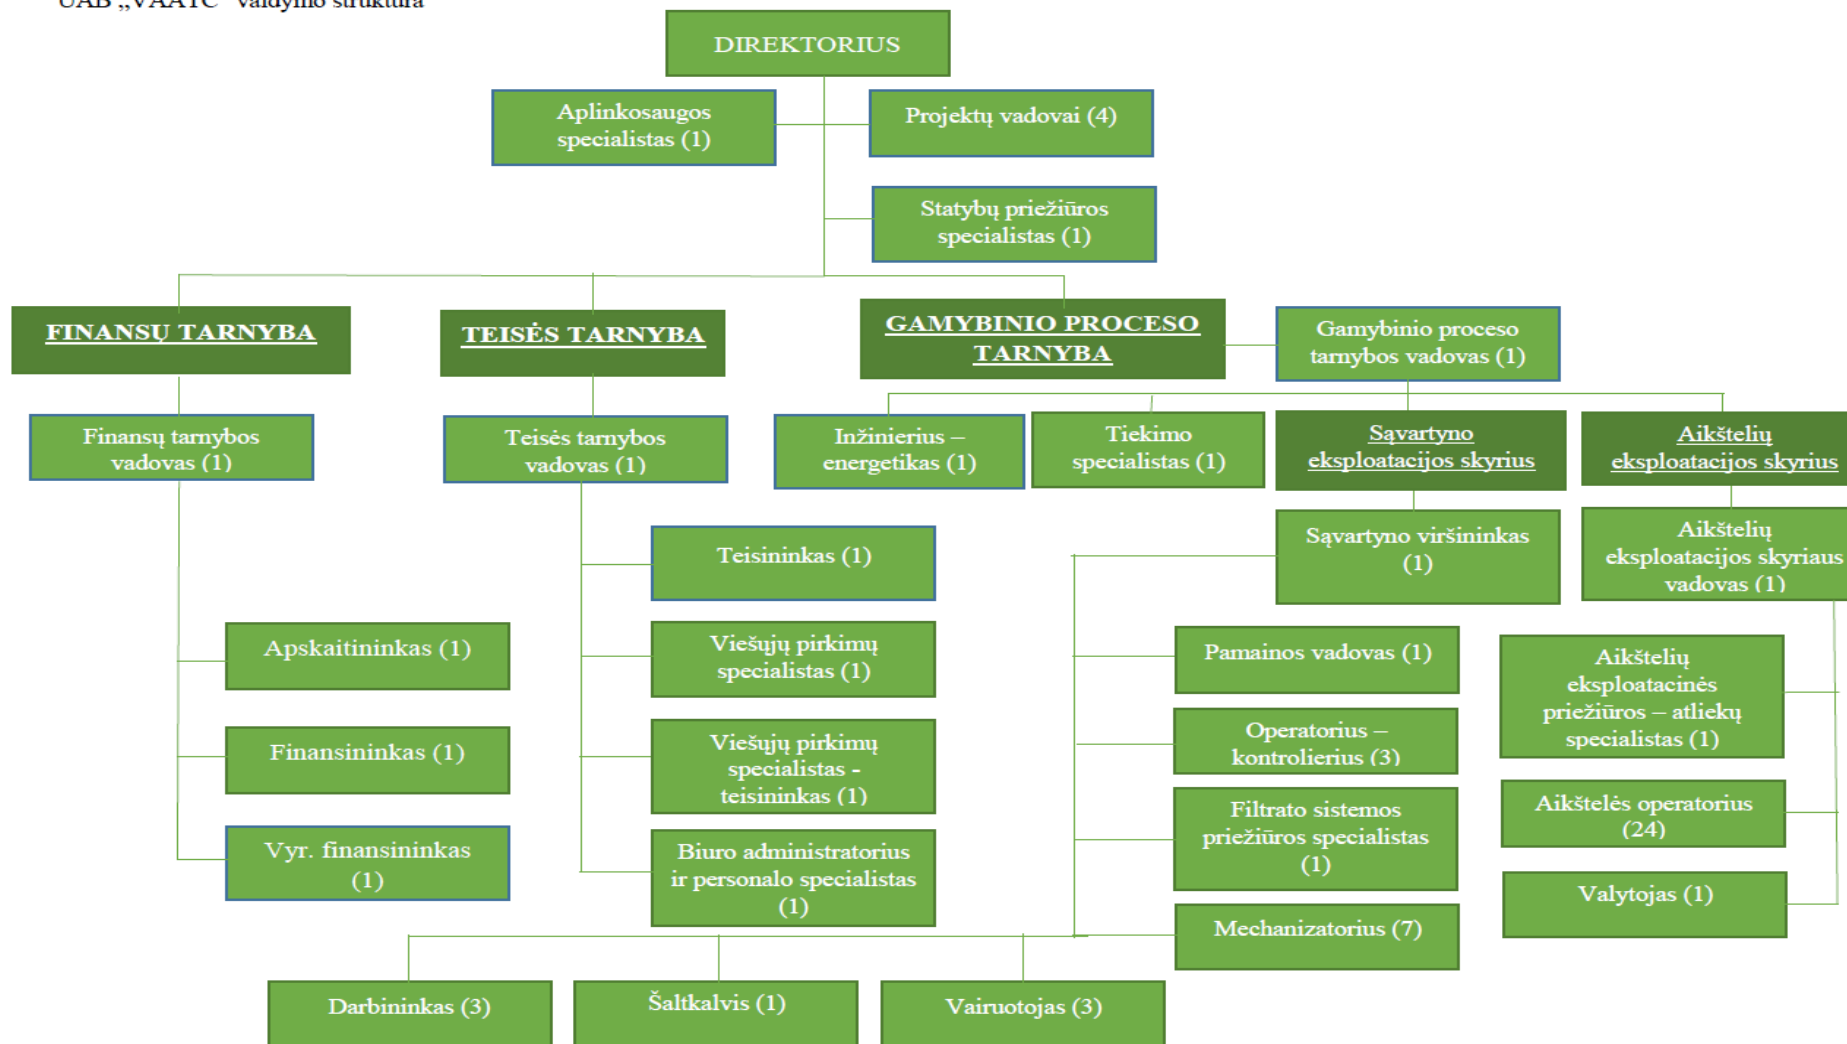 UAB „VAATC“ valdymo struktūra
DIREKTORIUS
Aplinkosaugos
specialistas (1)
Projektų vadovai (4)
Statybų priežiūros
specialistas (1)
FINANSŲ TARNYBA
TEISĖS TARNYBA
GAMYBINIO PROCESO
TARNYBA
Gamybinio proceso
tarnybos vadovas (1)
Finansų tarnybos
vadovas (1)
Teisės tarnybos
vadovas (1)
Inžinierius –
energetikas (1)
Tiekimo
specialistas (1)
Sąvartyno
eksploatacijos skyrius
Aikštelių
eksploatacijos skyrius
Teisininkas (1)
Sąvartyno viršininkas
(1)
Aikštelių
eksploatacijos skyriaus
vadovas (1)
Apskaitininkas (1)
Viešųjų pirkimų
specialistas (1)
Pamainos vadovas (1)
Aikštelių
eksploatacinės
priežiūros – atliekų
specialistas (1)
Finansininkas (1)
Viešųjų pirkimų
specialistas -
teisininkas (1)
Operatorius –
kontrolierius (3)
Filtrato sistemos
priežiūros specialistas
(1)
Aikštelės operatorius
(24)
Vyr. finansininkas
(1)
Biuro administratorius
ir personalo specialistas
(1)
Mechanizatorius (7)
Valytojas (1)
Darbininkas (3)
Šaltkalvis (1)
Vairuotojas (3)